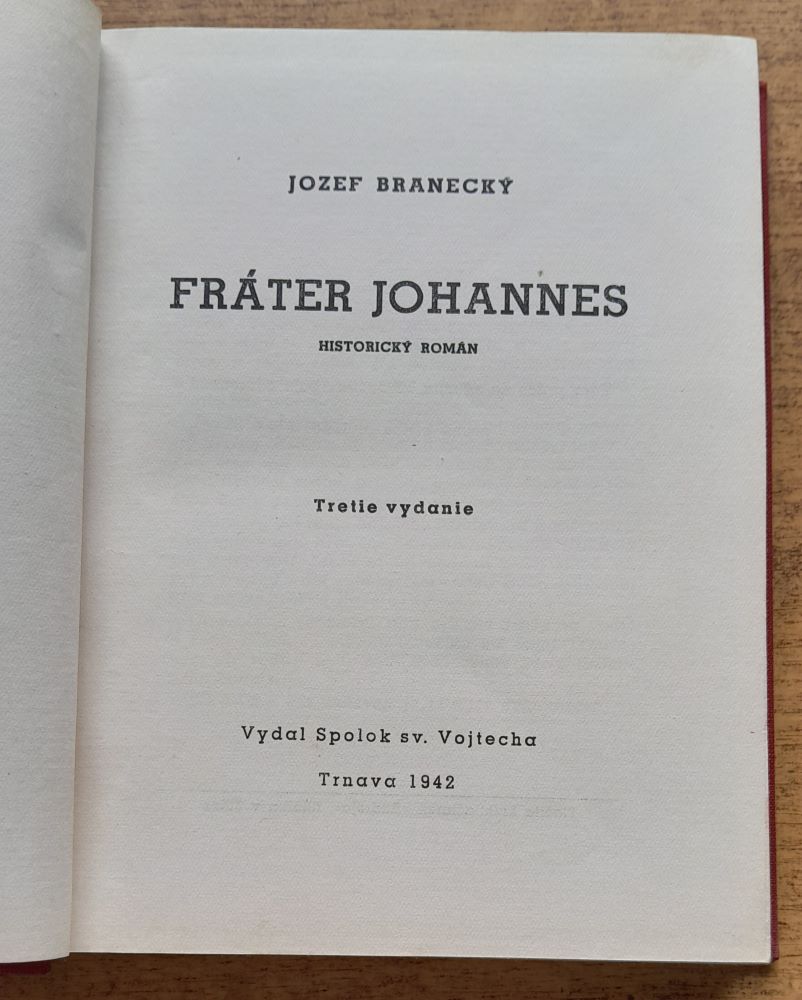 JOZEF BRANECKÝ
FRÁTER JOHANNES
HISTORICKÝ ROMÁN
Tretie vydanie
Vydal Spolok sv. Vojtecha
Trnava 1942